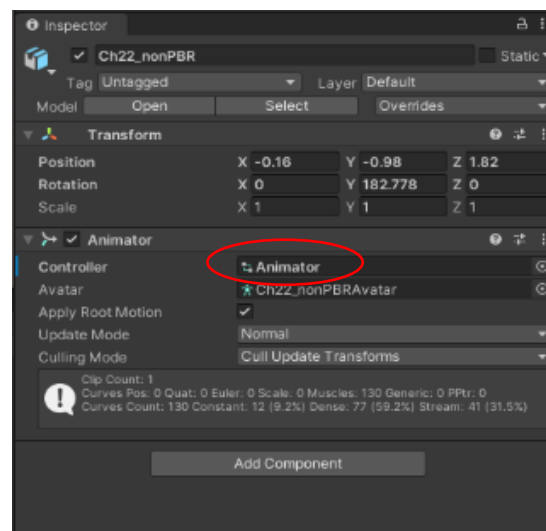 Inspector
Ch22_nonPBR Static
Tag Untagged Layer Default
Model Open Select Overrides
Transform
Position X -0.16 Y -0.98 Z 1.82
Rotation X 0 Y 182.778 Z 0
Scale X 1 Y 1 Z 1
Animator
Controller Animator
Avatar Ch22_nonPBRAvatar
Apply Root Motion
Update Mode Normal
Culling Mode Cull Update Transforms
Clip Count: 1
Curves Pos: 0 Quat: 0 Euler: 0 Scale: 0 Muscles: 130 Generic: 0 PPtr: 0
Curves Count: 130 Constant: 12 (9.2%) Dense: 77 (59.2%) Stream: 41 (31.5%)
Add Component